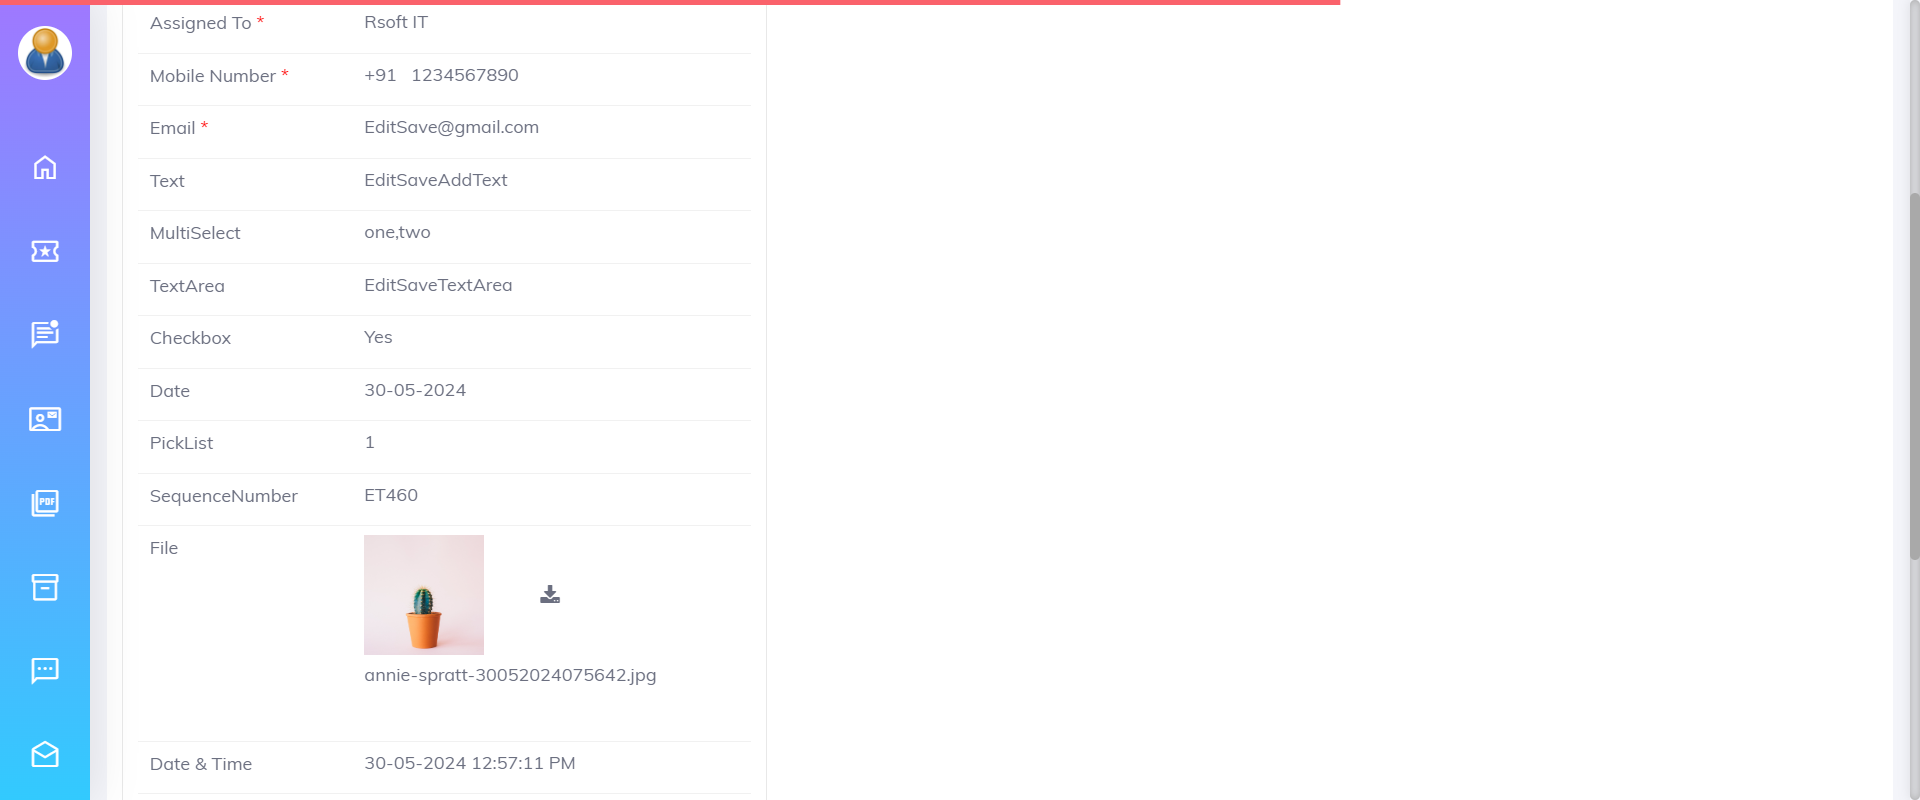 Assigned To * Rsoft IT
Mobile Number * +91 1234567890
Email * EditSave@gmail.com
Text EditSaveAddText
MultiSelect one,two
TextArea EditSaveTextArea
Checkbox Yes
Date 30-05-2024
PickList 1
SequenceNumber ET460
PDF
File
annie-spratt-30052024075642.jpg
Date & Time 30-05-2024 12:57:11 PM